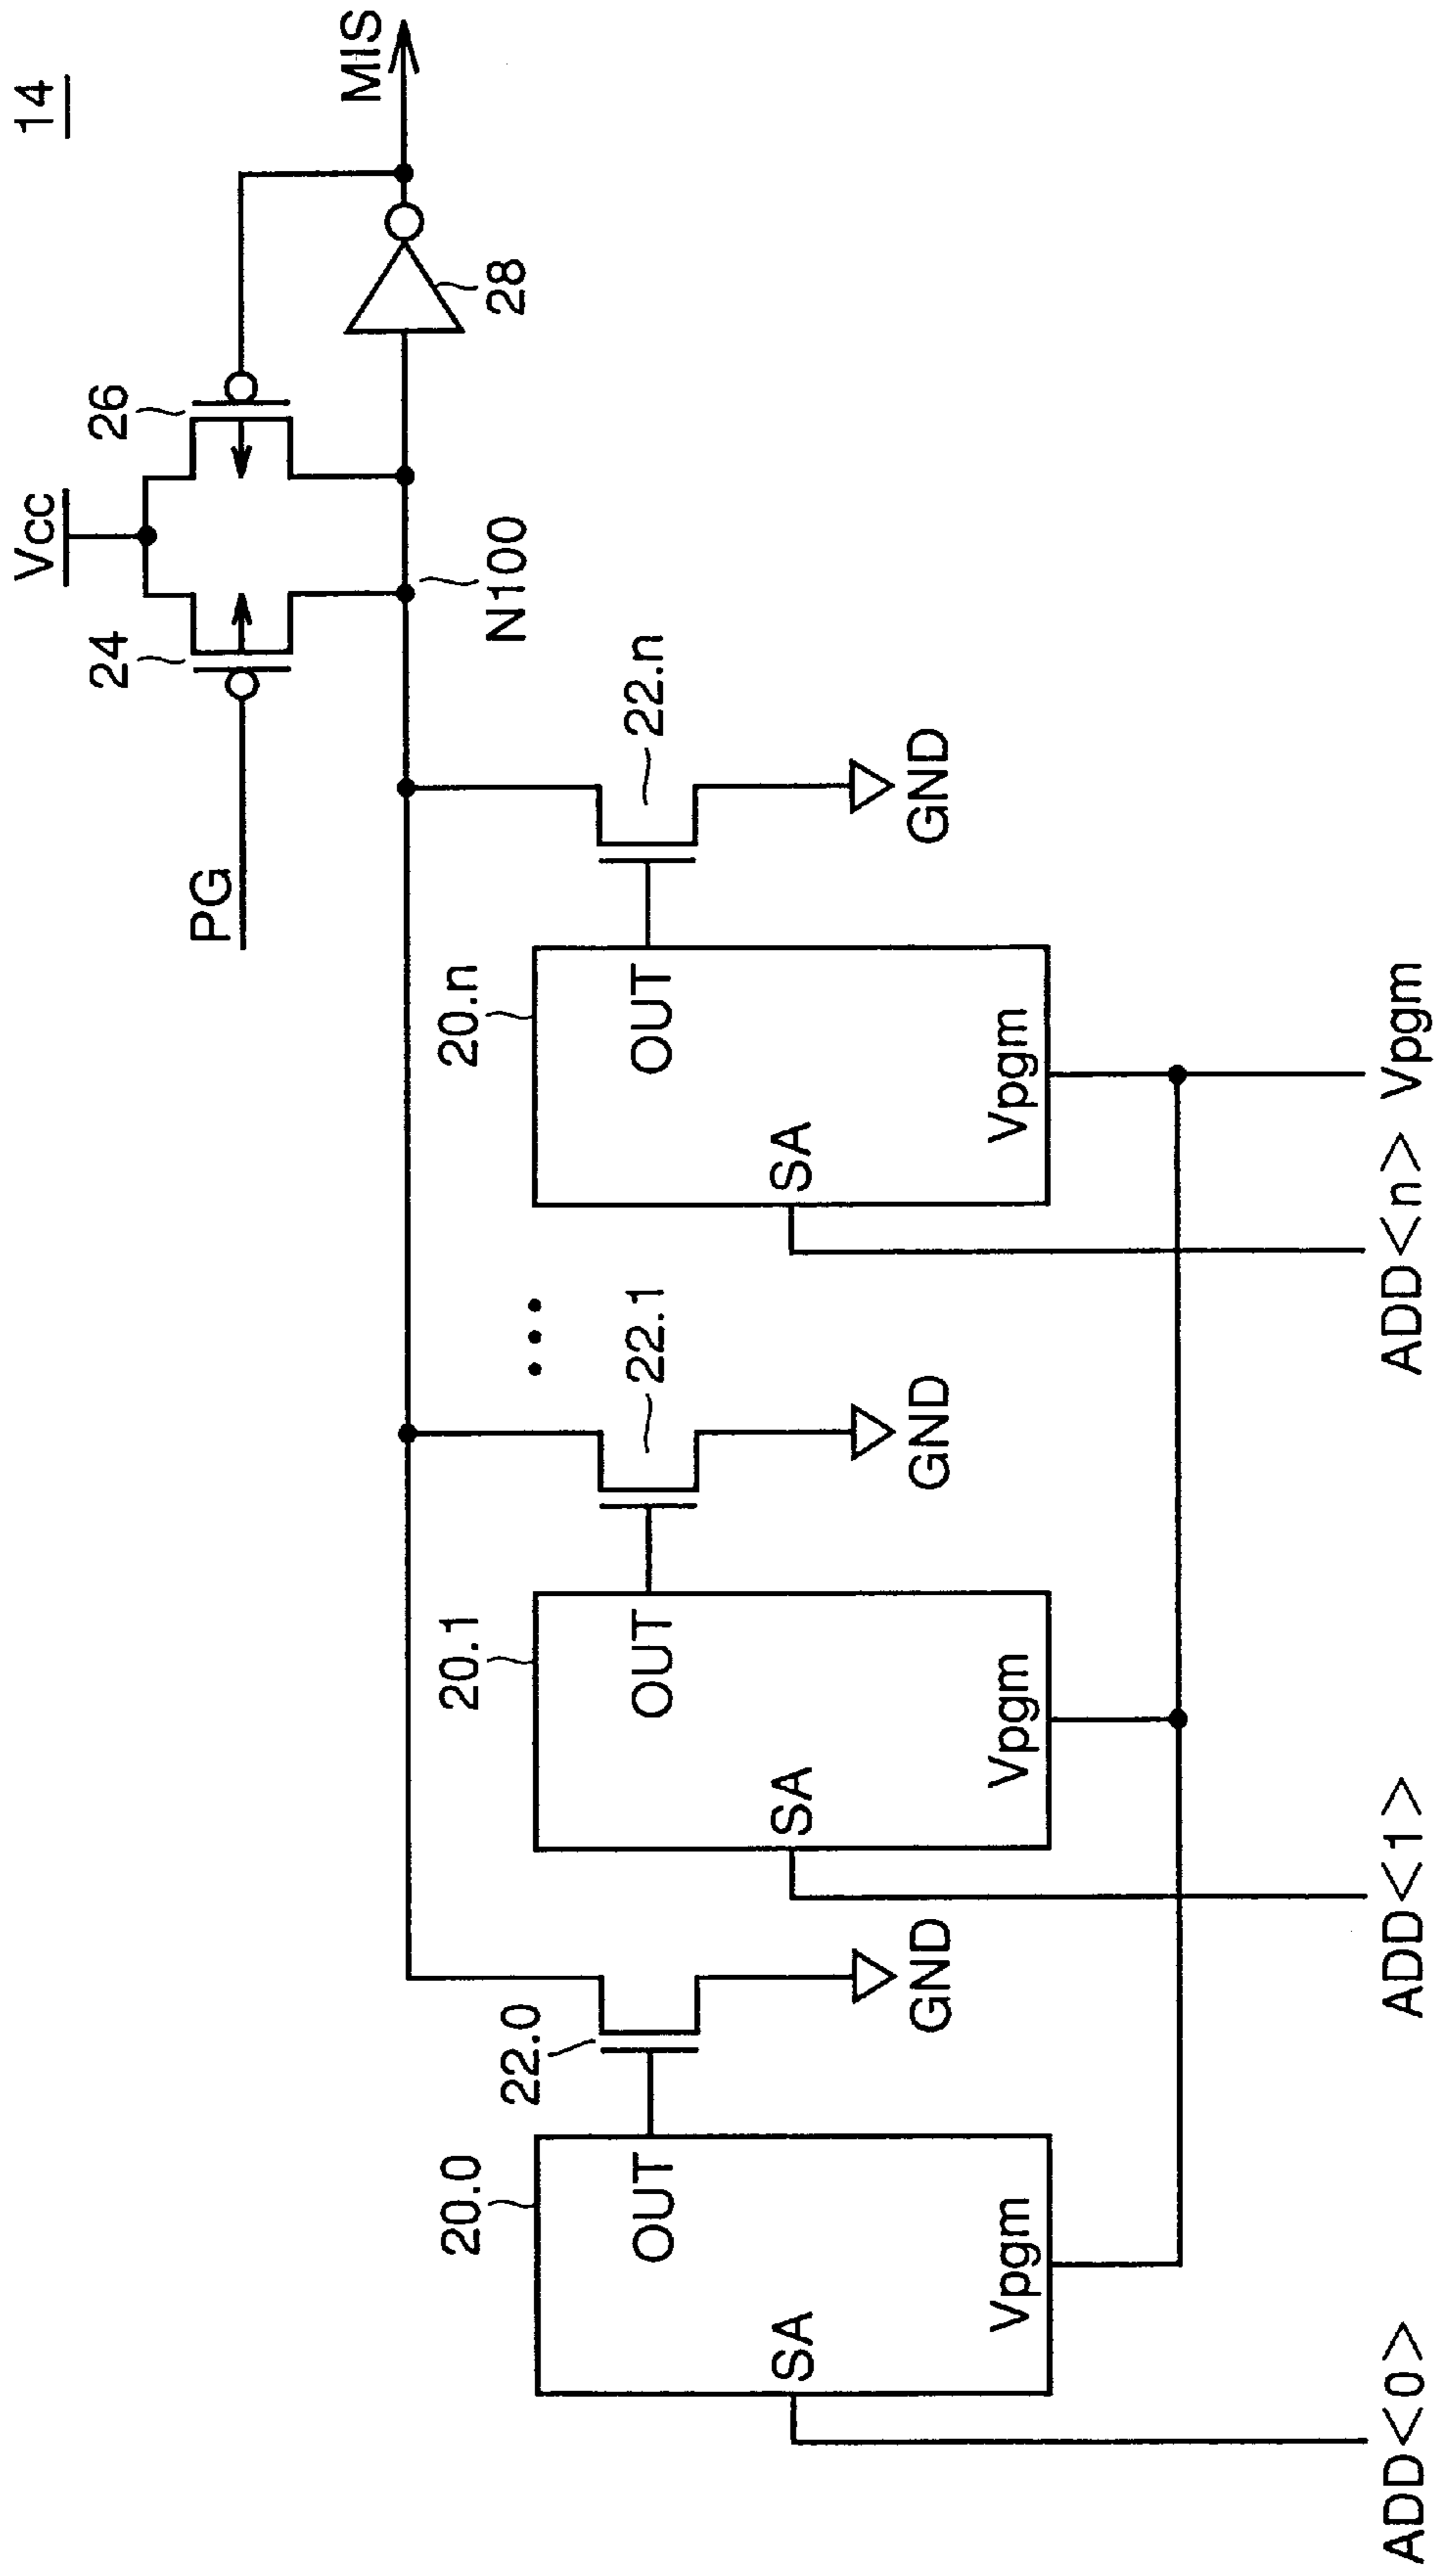 14
Vcc
24
26
PG
MIS
28
N100
20.0
22.0
20.1
22.1
20.n
22.n
OUT
OUT
OUT
SA
SA
SA
GND
GND
GND
Vpgm
Vpgm
Vpgm
ADD<0>
ADD<1>
ADD<n>
Vpgm